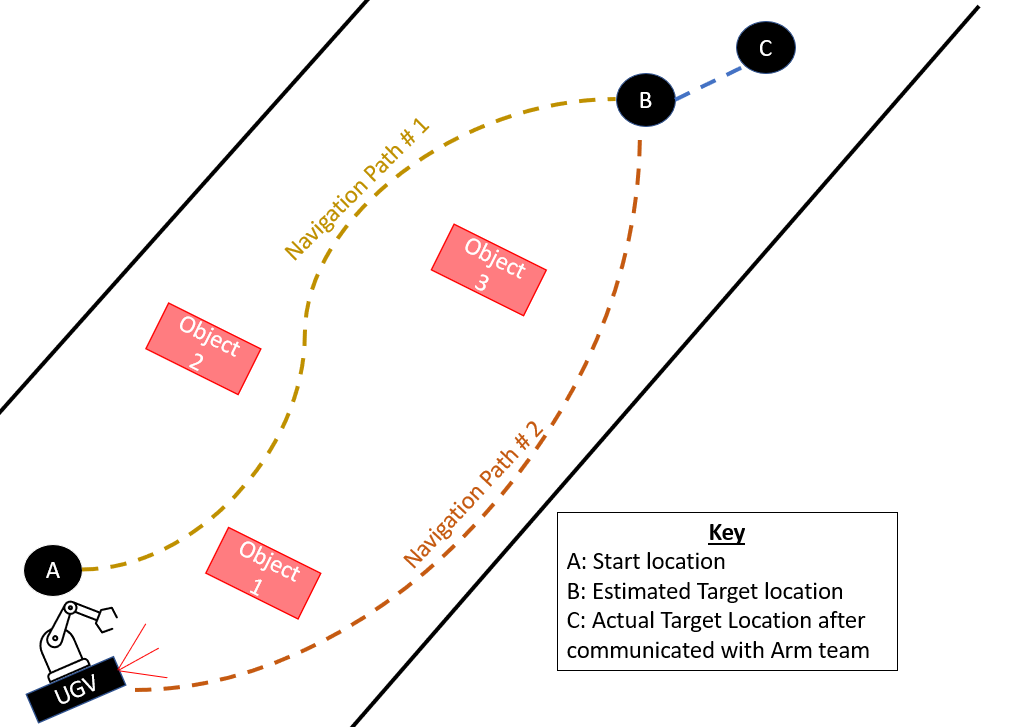 C
B
Navigation Path # 1
Object
3
Object
2
Navigation Path # 2
Object
1
A
UGV
Key
A: Start location
B: Estimated Target location
C: Actual Target Location after
communicated with Arm team